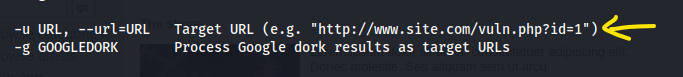 -u URL, --url=URL   Target URL (e.g. "http://www.site.com/vuln.php?id=1")
-g GOOGLEDORK       Process Google dork results as target URLs